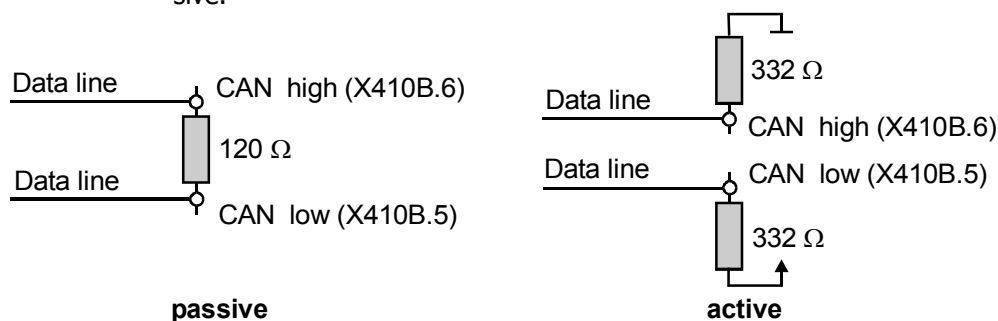 sive.
Data line
CAN high (X410B.6)
120 Ω
Data line
CAN low (X410B.5)
passive
332 Ω
Data line
CAN high (X410B.6)
Data line
CAN low (X410B.5)
332 Ω
active